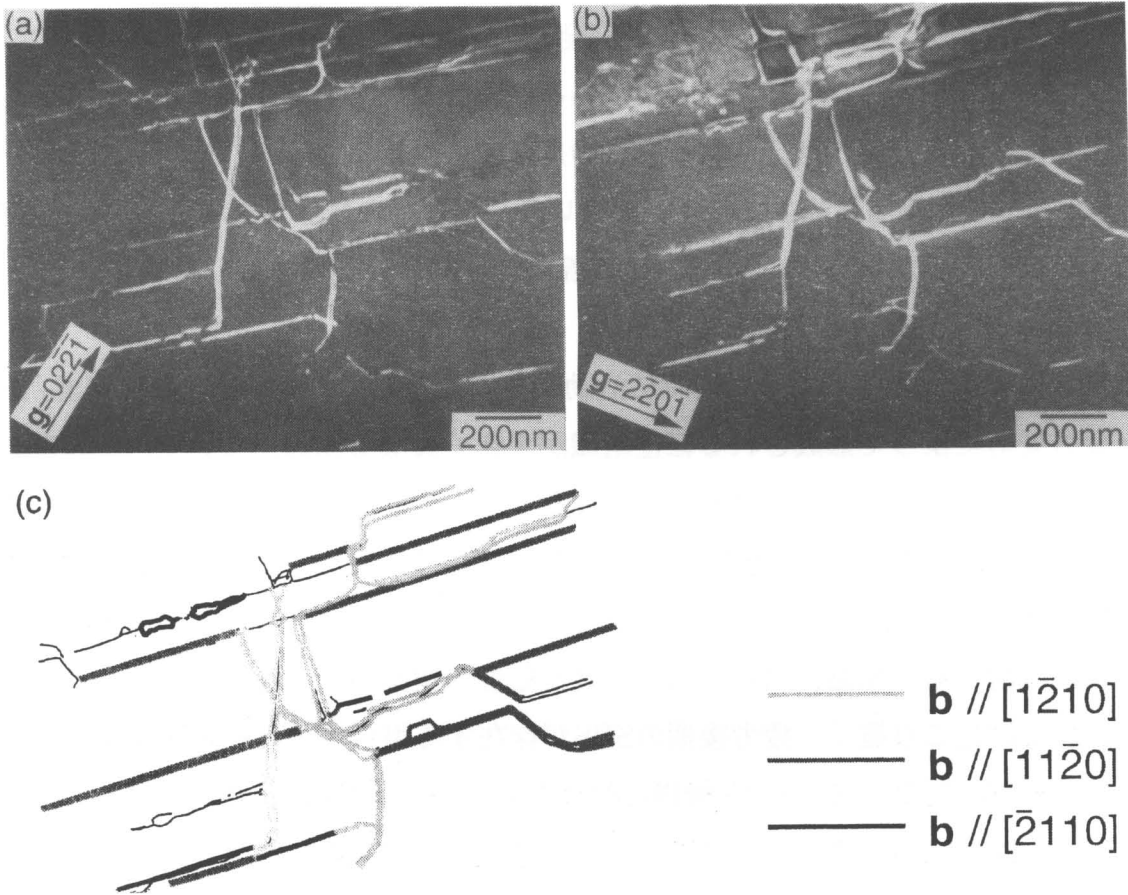 (a)
(b)
g=02̄2̄1
g=22̄01̄
200nm
200nm
(c)
b // [12̄10]
b // [112̄0]
b // [2̄110]